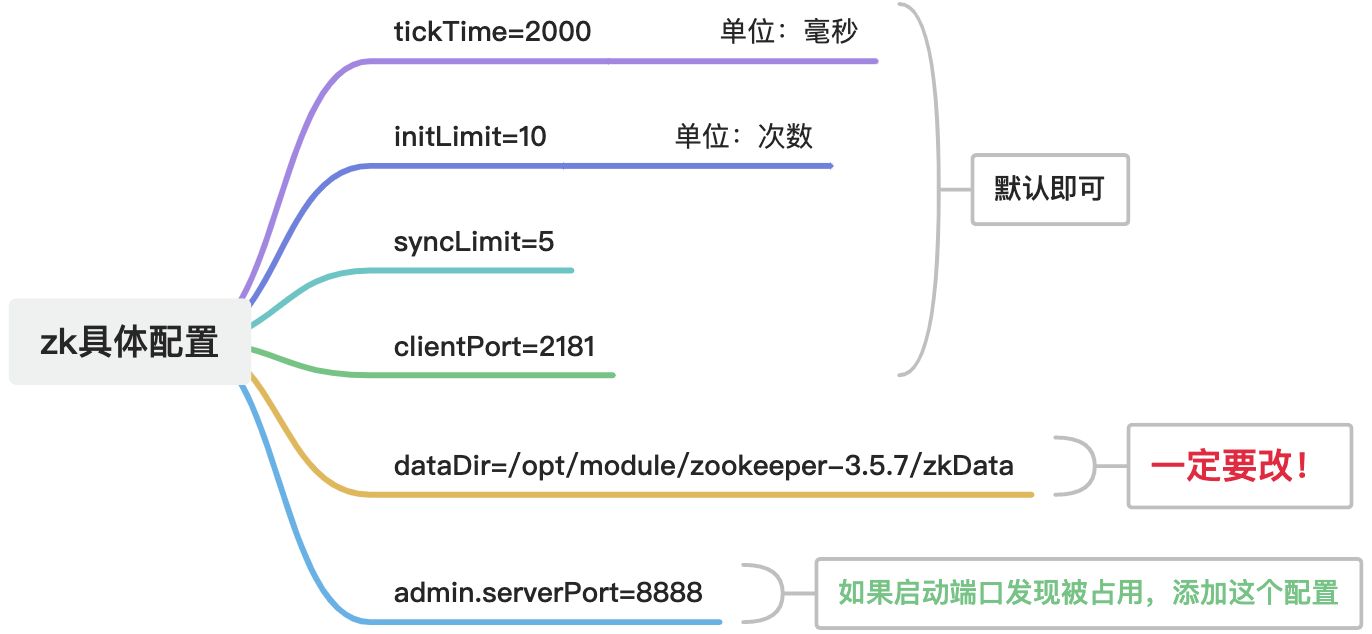 tickTime=2000 单位：毫秒
initLimit=10 单位：次数
syncLimit=5
clientPort=2181
默认即可
zk具体配置
dataDir=/opt/module/zookeeper-3.5.7/zkData
一定要改！
admin.serverPort=8888
如果启动端口发现被占用，添加这个配置